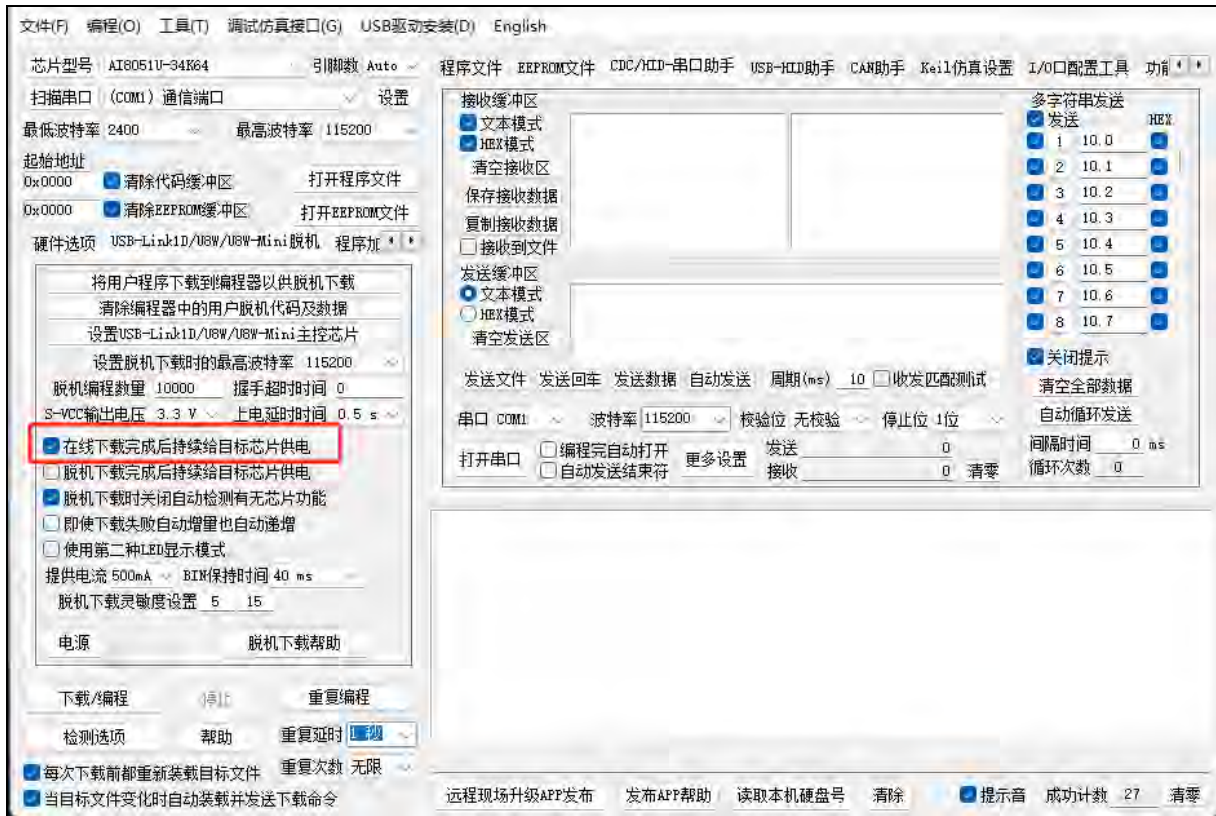 文件(F) 编程(O) 工具(T) 调试仿真接口(G) USB驱动安装(D) English
芯片型号 AI8051U-34K64 引脚数 Auto
扫描串口 (COM1) 通信端口 设置
最低波特率 2400 最高波特率 115200
起始地址
0x0000 清除代码缓冲区 打开程序文件
0x0000 清除EEPROM缓冲区 打开EEPROM文件
硬件选项 USB-Link1D/U8W/U8W-Mini脱机 程序加
将用户程序下载到编程器以供脱机下载
清除编程器中的用户脱机代码及数据
设置USB-Link1D/U8W/U8W-Mini主控芯片
设置脱机下载时的最高波特率 115200
脱机编程数量 10000 握手超时时间 0
S-VCC输出电压 3.3 V 上电延时时间 0.5 s
在线下载完成后持续给目标芯片供电
脱机下载完成后持续给目标芯片供电
脱机下载时关闭自动检测有无芯片功能
即使下载失败自动增量也自动递增
使用第二种LED显示模式
提供电流 500mA BIN保持时间 40 ms
脱机下载灵敏度设置 5 15
电源 脱机下载帮助
下载/编程 停止 重复编程
检测选项 帮助 重复延时 1 秒
每次下载前都重新装载目标文件 重复次数 无限
当目标文件变化时自动装载并发送下载命令
程序文件 EEPROM文件 CDC/HID-串口助手 USB-HID助手 CAN助手 Keil仿真设置 I/O口配置工具 功能
接收缓冲区
文本模式
HEX模式
清空接收区
保存接收数据
复制接收数据
接收到文件
发送缓冲区
文本模式
HEX模式
清空发送区
发送文件 发送回车 发送数据 自动发送 周期(ms) 10 收发匹配测试
串口 COM1 波特率 115200 校验位 无校验 停止位 1位
打开串口 编程完自动打开 更多设置 发送 0
自动发送结束符 接收 0 清零
多字符串发送
发送 HEX
1 10.0
2 10.1
3 10.2
4 10.3
5 10.4
6 10.5
7 10.6
8 10.7
关闭提示
清空全部数据
自动循环发送
间隔时间 0 ms
循环次数 0
远程现场升级APP发布 发布APP帮助 读取本机硬盘号 清除 提示音 成功计数 27 清零